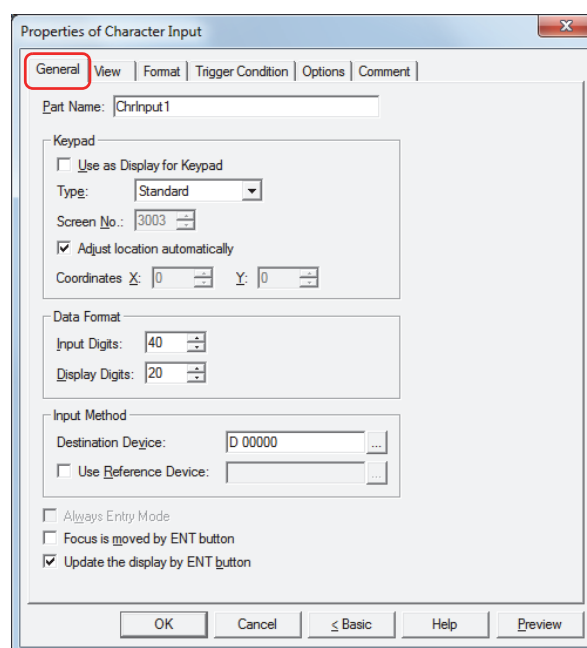 Properties of Character Input
General View Format Trigger Condition Options Comment
Part Name: ChrInput1
Keypad
Use as Display for Keypad
Type: Standard
Screen No.: 3003
Adjust location automatically
Coordinates X: 0 Y: 0
Data Format
Input Digits: 40
Display Digits: 20
Input Method
Destination Device: D 00000 ...
Use Reference Device: ...
Always Entry Mode
Focus is moved by ENT button
Update the display by ENT button
OK Cancel < Basic Help Preview